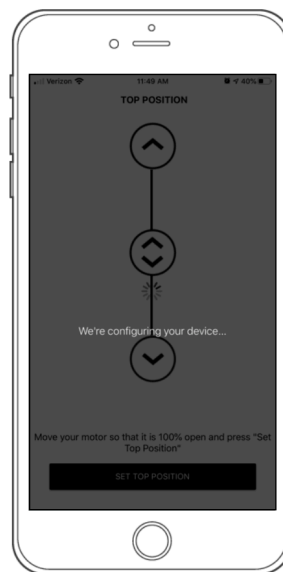 Verizon 11:49 AM 40%
TOP POSITION
We're configuring your device...
Move your motor so that it is 100% open and press "Set
Top Position"
SET TOP POSITION